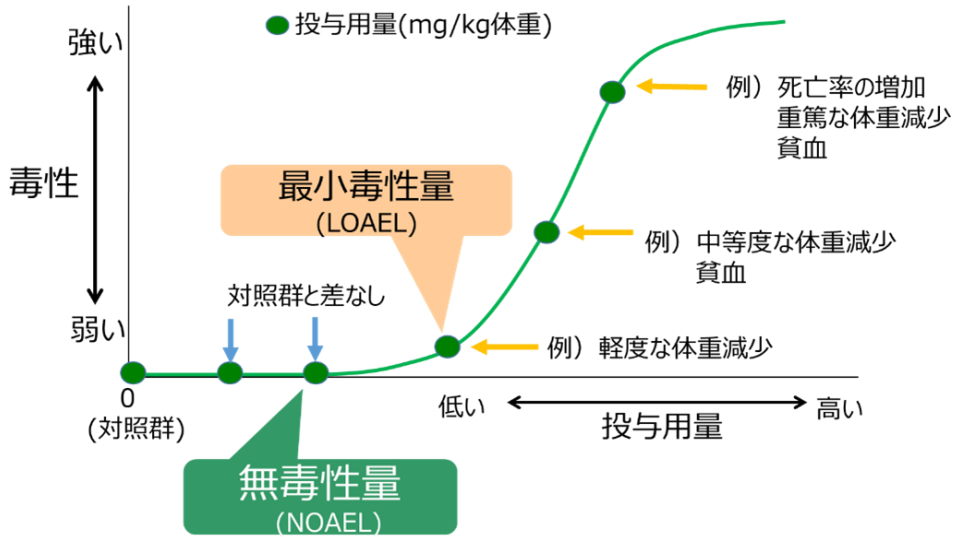 投与用量(mg/kg体重)
強い
例）死亡率の増加
重篤な体重減少
貧血
毒性
最小毒性量
(LOAEL)
例）中等度な体重減少
貧血
対照群と差なし
弱い
例）軽度な体重減少
0
(対照群)
低い
高い
投与用量
無毒性量
(NOAEL)